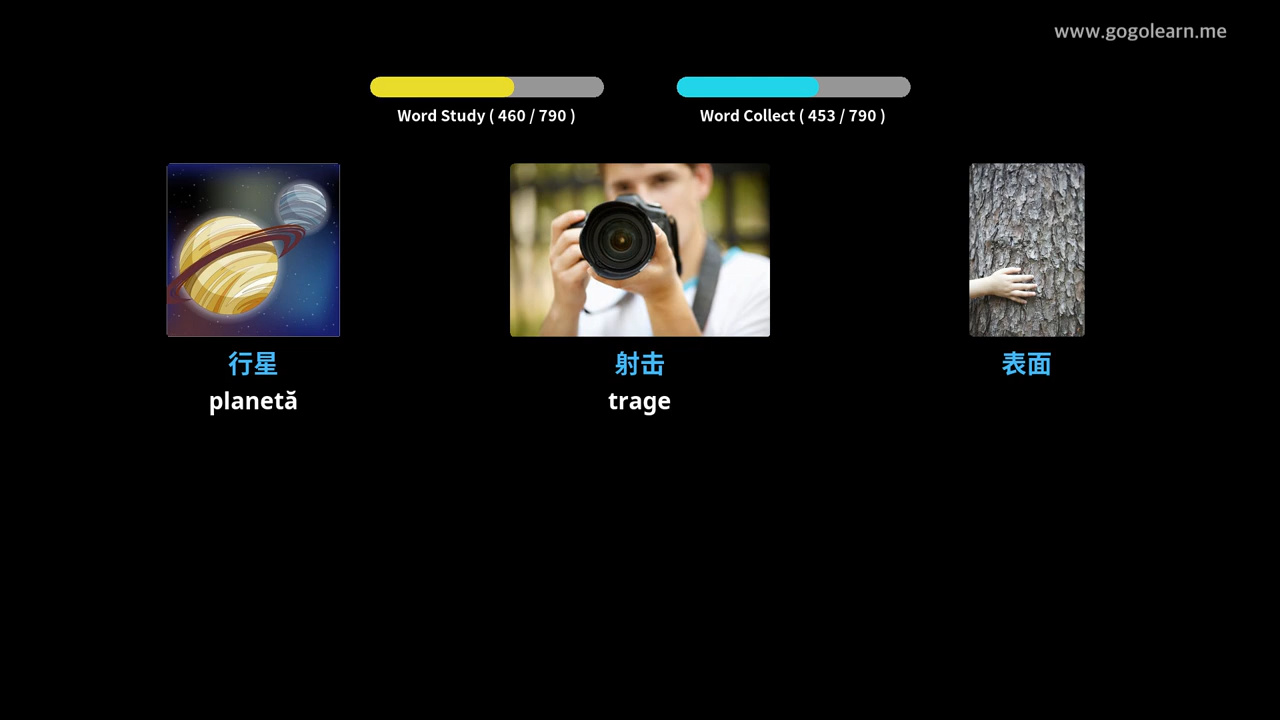 www.gogolearn.me
Word Study ( 460 / 790 )
Word Collect ( 453 / 790 )
行星
射击
表面
planetă
trage